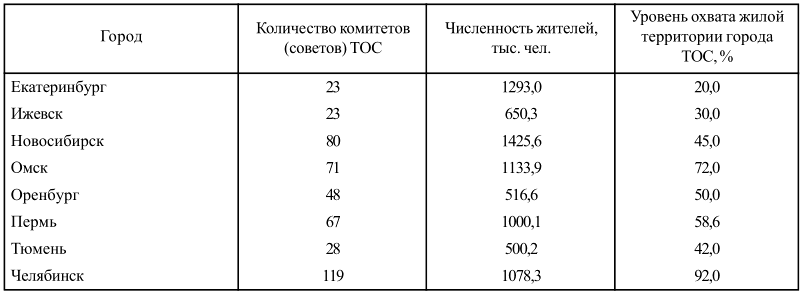 Город
Количество комитетов
(советов) ТОС
Численность жителей,
тыс. чел.
Уровень охвата жилой
территории города
ТОС, %
Екатеринбург 23 1293,0 20,0
Ижевск 23 650,3 30,0
Новосибирск 80 1425,6 45,0
Омск 71 1133,9 72,0
Оренбург 48 516,6 50,0
Пермь 67 1000,1 58,6
Тюмень 28 500,2 42,0
Челябинск 119 1078,3 92,0